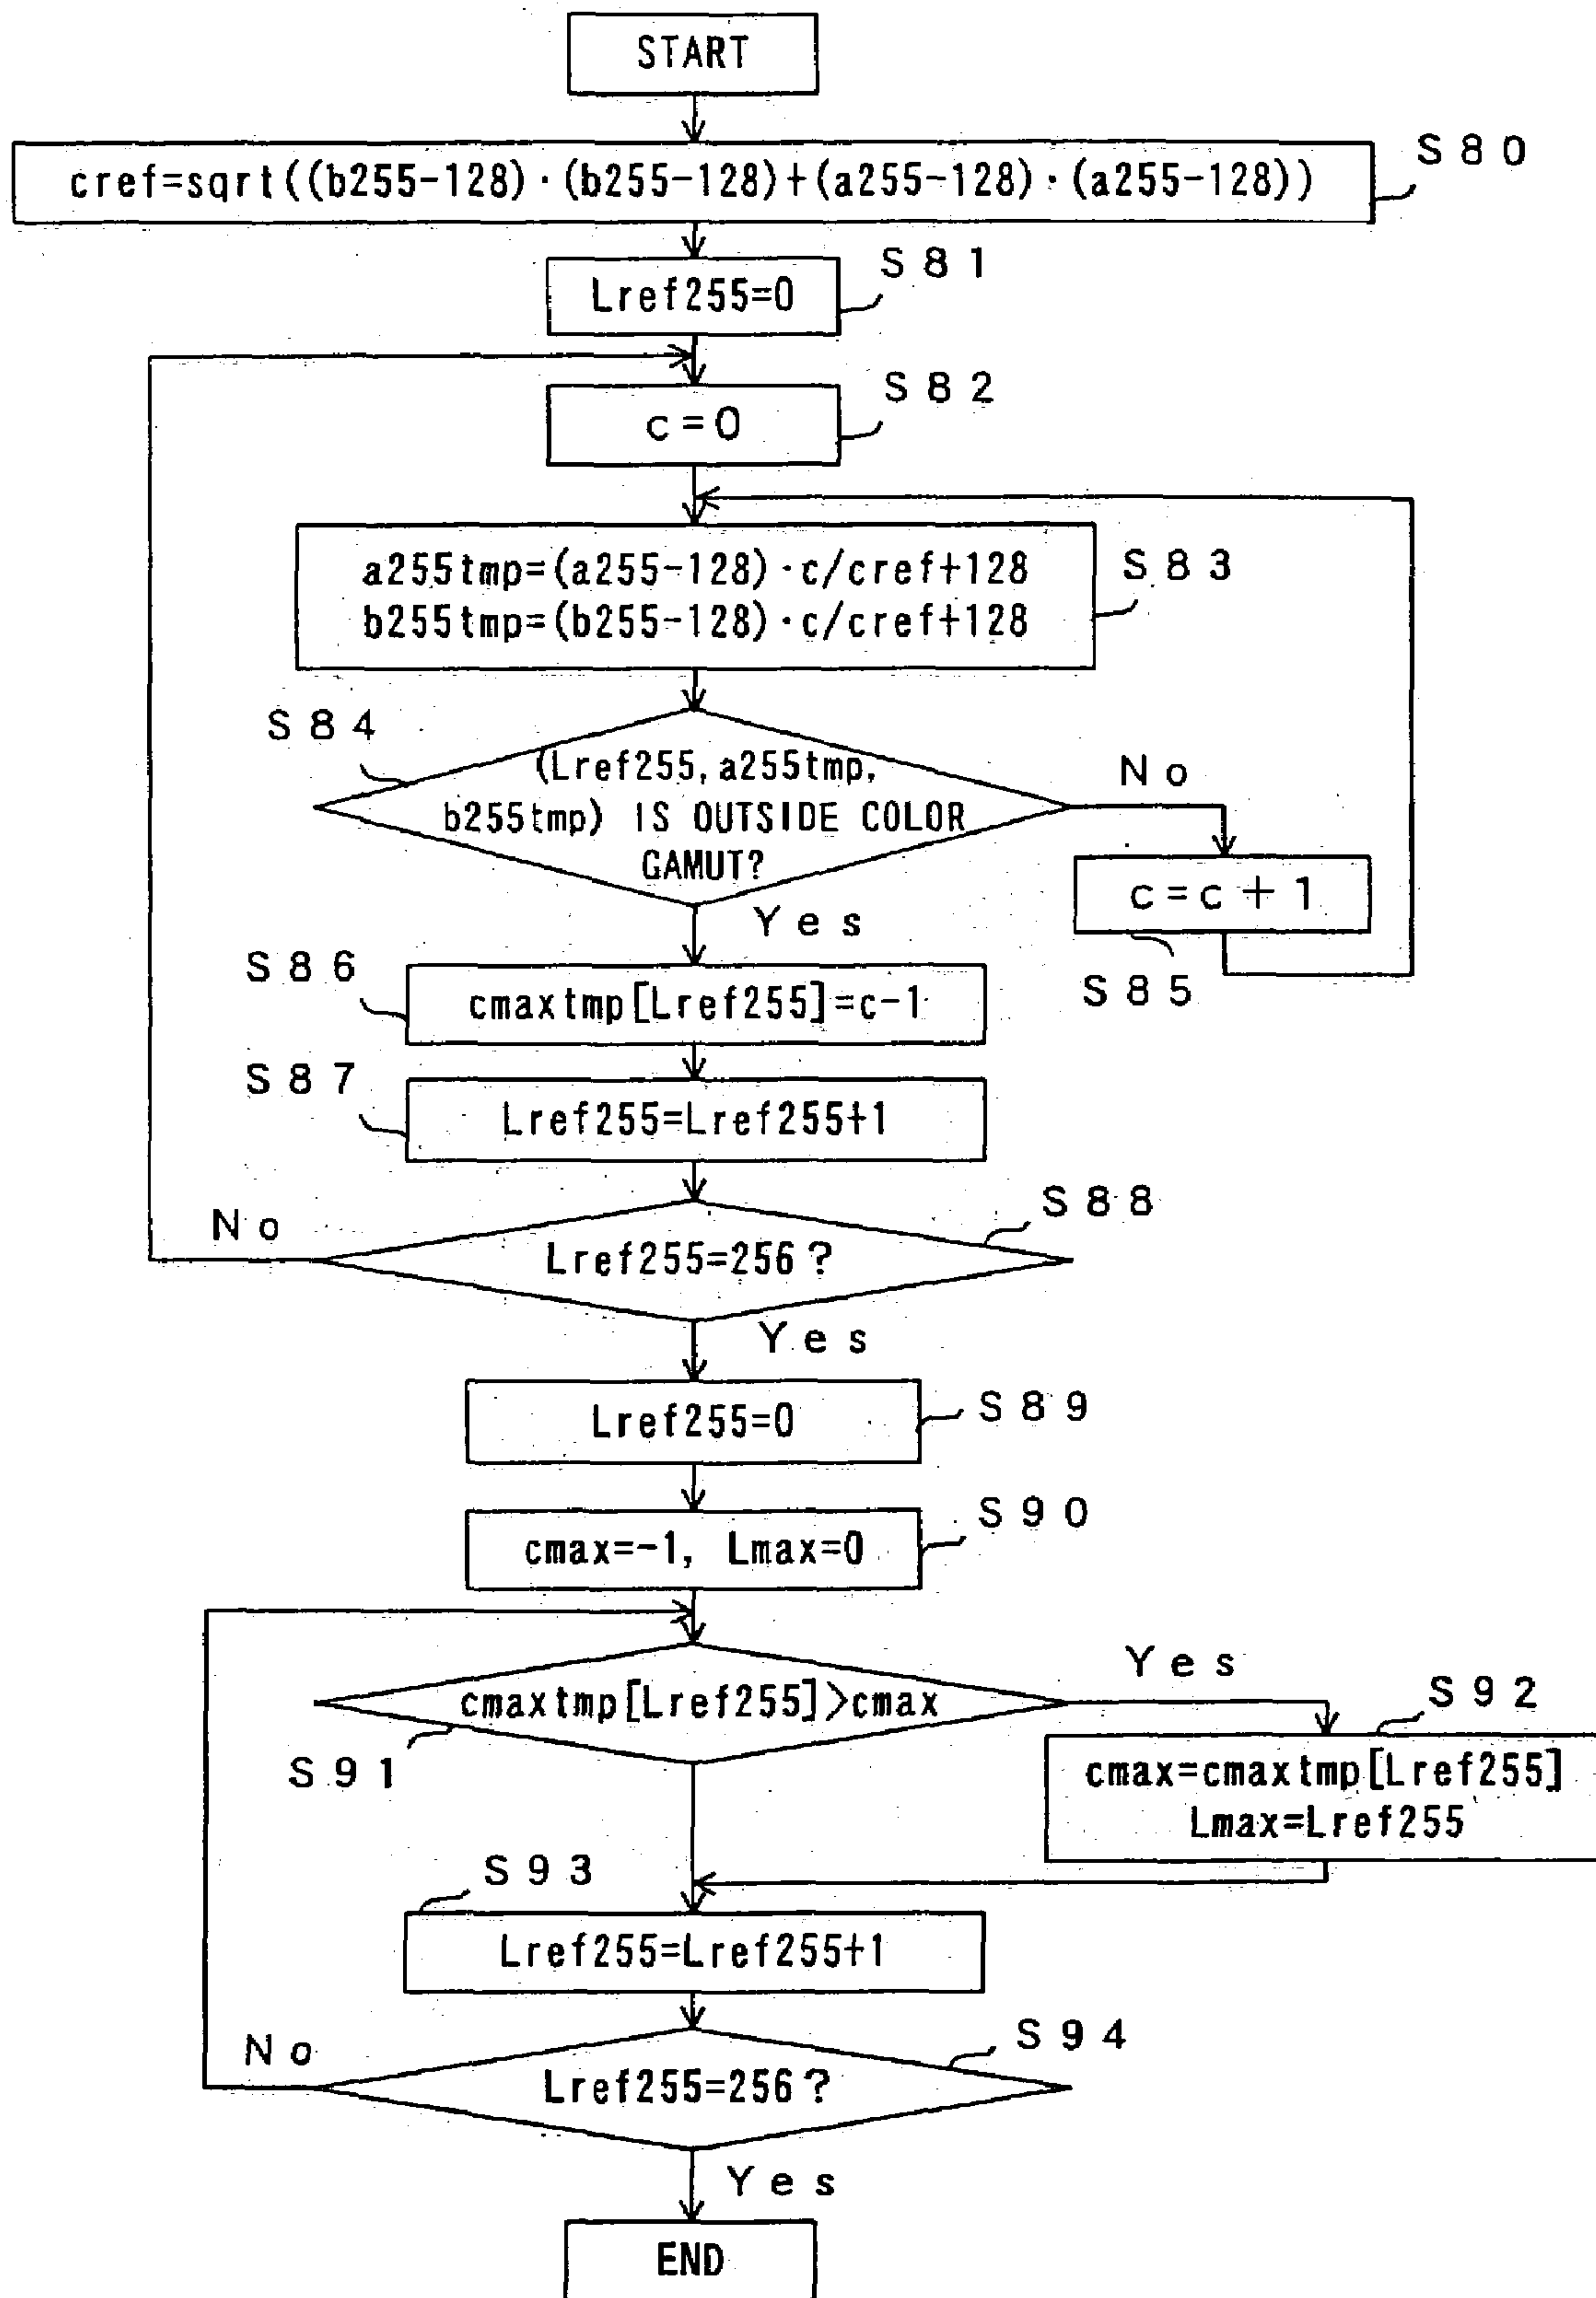 START
cref=sqrt((b255-128)·(b255-128)+(a255-128)·(a255-128))
S80
Lref255=0
S81
c=0
S82
a255tmp=(a255-128)·c/cref+128
b255tmp=(b255-128)·c/cref+128
S83
S84
(Lref255, a255tmp,
b255tmp) IS OUTSIDE COLOR
GAMUT?
No
c=c+1
S85
Yes
S86
cmaxtmp[Lref255]=c-1
S87
Lref255=Lref255+1
S88
No
Lref255=256?
Yes
Lref255=0
S89
cmax=-1, Lmax=0
S90
cmaxtmp[Lref255]>cmax
Yes
S91
S92
cmax=cmaxtmp[Lref255]
Lmax=Lref255
S93
Lref255=Lref255+1
S94
No
Lref255=256?
Yes
END